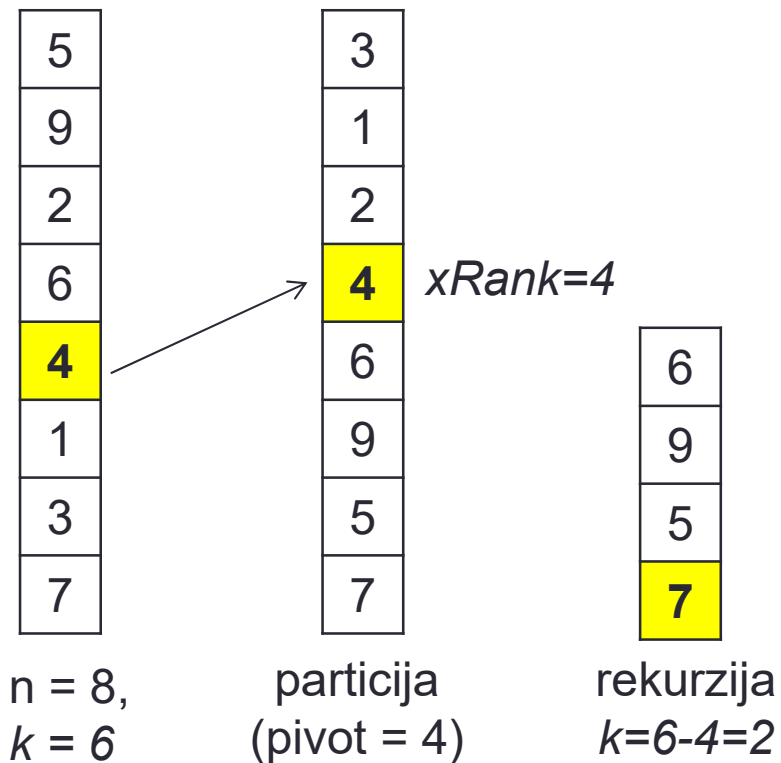 5
9
2
6
4
1
3
7
n = 8,
k = 6
3
1
2
4 xRank=4
6
9
5
7
particija
(pivot = 4)
6
9
5
7
rekurzija
k=6-4=2